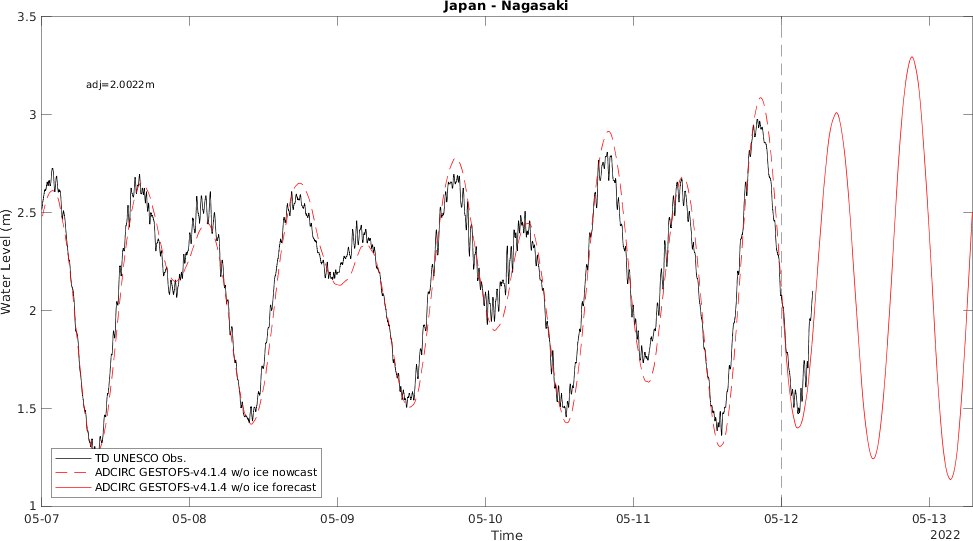 Japan - Nagasaki
3.5
3
2.5
2
1.5
1
Water Level (m)
adj=2.0022m
TD UNESCO Obs.
ADCIRC GESTOFS-v4.1.4 w/o ice nowcast
ADCIRC GESTOFS-v4.1.4 w/o ice forecast
05-07 05-08 05-09 05-10 05-11 05-12 05-13
Time
2022